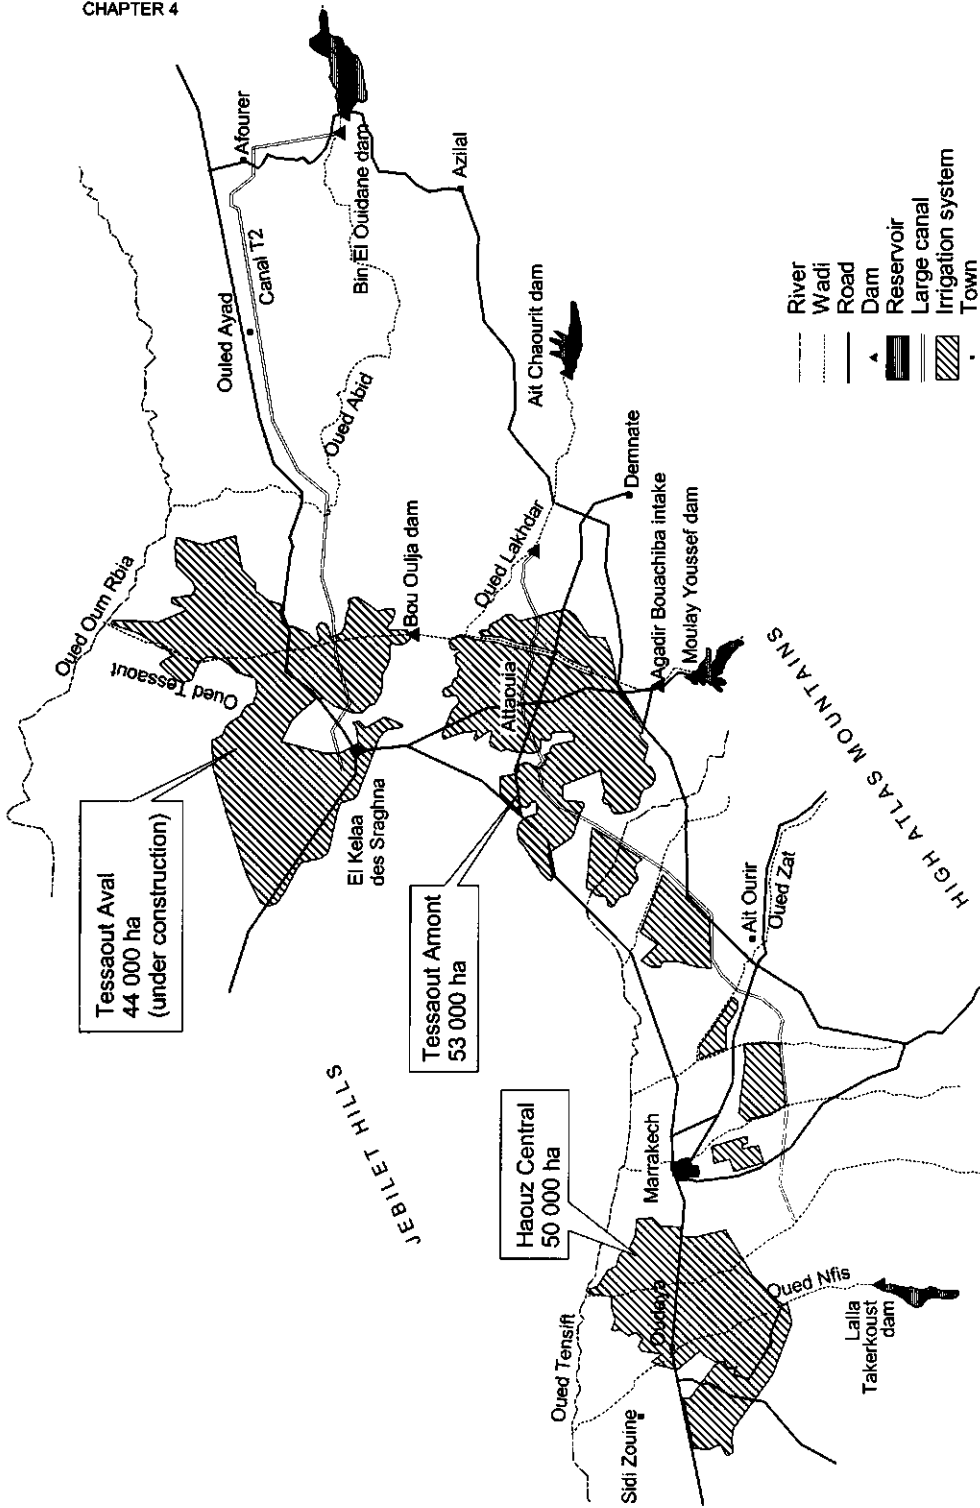 CHAPTER 4
Tessaout Aval
44 000 ha
(under construction)
Tessaout Amont
53 000 ha
Haouz Central
50 000 ha
JEBILET HILLS
HIGH ATLAS MOUNTAINS
Oued Oum Rbia
Oued Tessaout
Ouled Ayad
Canal T2
Afourer
Bin El Ouidane dam
Oued Abid
Azilal
Ait Chaourit dam
Bou Oulja dam
Oued Lakhdar
Demnate
Attaouia
Agadir Bouachiba intake
Moulay Youssef dam
El Kelaa
des Sraghna
Ait Ourir
Oued Zat
Marrakech
Oued Tensift
Oudaya
Oued Nfis
Sidi Zouine
Lalla
Takerkoust
dam
River
Wadi
Road
Dam
Reservoir
Large canal
Irrigation system
Town